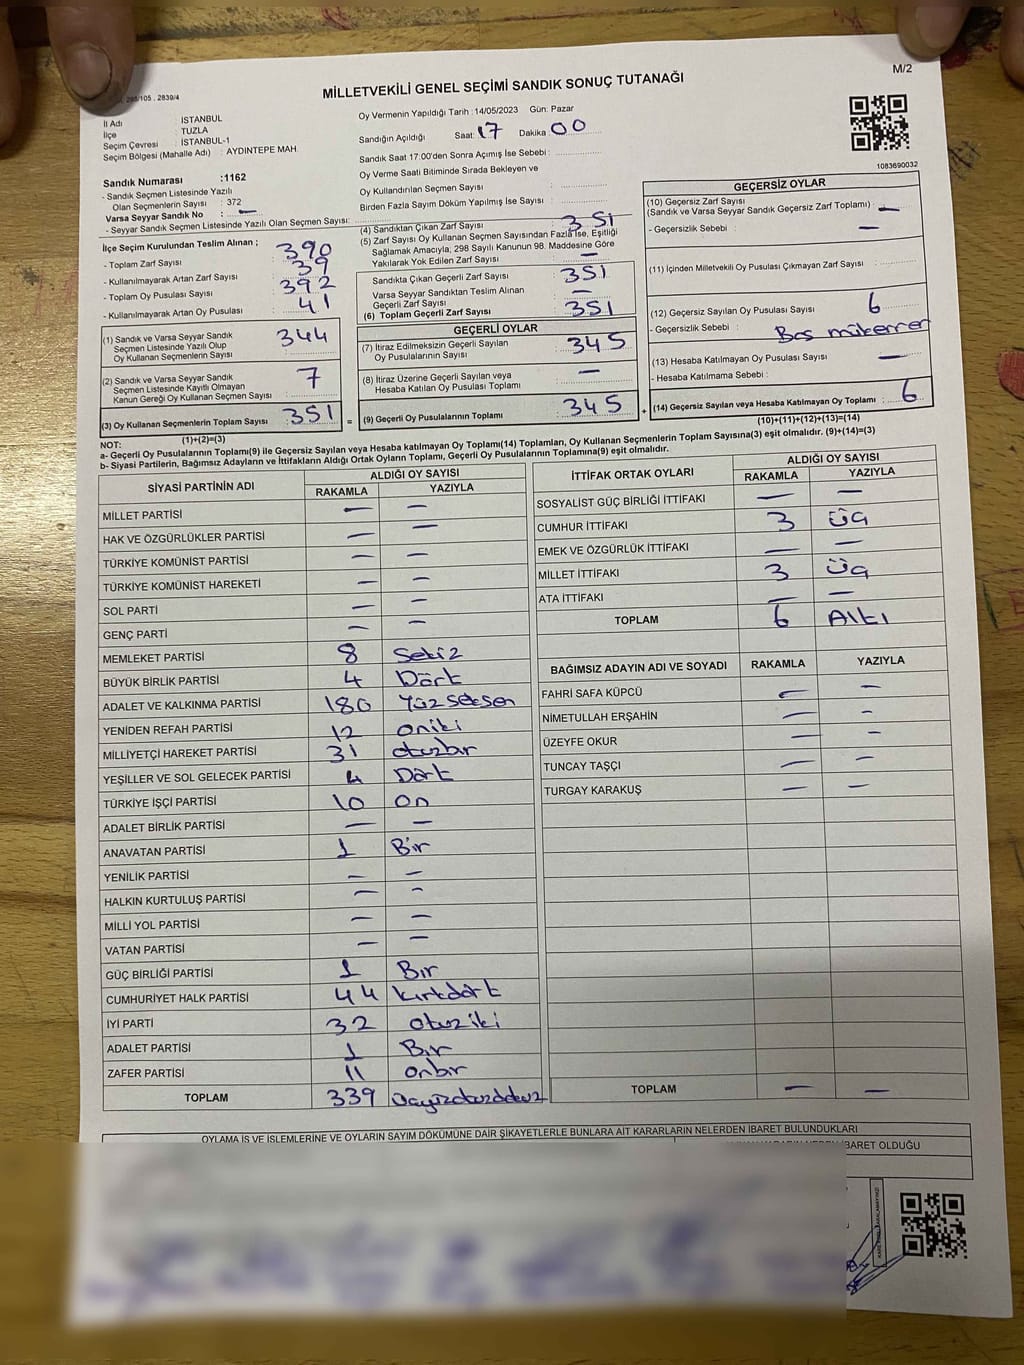 MİLLETVEKİLİ GENEL SEÇİMİ SANDIK SONUÇ TUTANAĞI
M/2
298/105 , 2839/4
İl Adı : İSTANBUL
İlçe : TUZLA
Seçim Çevresi : İSTANBUL-1
Seçim Bölgesi (Mahalle Adı) : AYDINTEPE MAH.
Sandık Numarası :1162
- Sandık Seçmen Listesinde Yazılı
Olan Seçmenlerin Sayısı : 372
Varsa Seyyar Sandık No : —
- Seyyar Sandık Seçmen Listesinde Yazılı Olan Seçmen Sayısı:
Oy Vermenin Yapıldığı Tarih :14/05/2023 Gün: Pazar
Sandığın Açıldığı Saat: 17 Dakika 00
Sandık Saat 17:00'den Sonra Açımış İse Sebebi :
Oy Verme Saati Bitiminde Sırada Bekleyen ve
Oy Kullandırılan Seçmen Sayısı :
Birden Fazla Sayım Döküm Yapılmış İse Sayısı :
1083690032
İlçe Seçim Kurulundan Teslim Alınan ;
- Toplam Zarf Sayısı : 390
- Kullanılmayarak Artan Zarf Sayısı : 39
- Toplam Oy Pusulası Sayısı : 392
- Kullanılmayarak Artan Oy Pusulası : 41
(1) Sandık ve Varsa Seyyar Sandık
Seçmen Listesinde Yazılı Olup
Oy Kullanan Seçmenlerin Sayısı : 344
(2) Sandık ve Varsa Seyyar Sandık
Seçmen Listesinde Kayıtlı Olmayan
Kanun Gereği Oy Kullanan Seçmen Sayısı : 7
(3) Oy Kullanan Seçmenlerin Toplam Sayısı : 351
(1)+(2)=(3)
(4) Sandıktan Çıkan Zarf Sayısı : 351
(5) Zarf Sayısı Oy Kullanan Seçmen Sayısından Fazla İse, Eşitliği
Sağlamak Amacıyla, 298 Sayılı Kanunun 98. Maddesine Göre
Yakılarak Yok Edilen Zarf Sayısı :
Sandıkta Çıkan Geçerli Zarf Sayısı : 351
Varsa Seyyar Sandıktan Teslim Alınan
Geçerli Zarf Sayısı : —
(6) Toplam Geçerli Zarf Sayısı : 351
GEÇERLİ OYLAR
(7) İtiraz Edilmeksizin Geçerli Sayılan
Oy Pusulalarının Sayısı : 345
(8) İtiraz Üzerine Geçerli Sayılan veya
Hesaba Katılan Oy Pusulası Toplamı : —
= (9) Geçerli Oy Pusulalarının Toplamı : 345
GEÇERSİZ OYLAR
(10) Geçersiz Zarf Sayısı
(Sandık ve Varsa Seyyar Sandık Geçersiz Zarf Toplamı) : —
- Geçersizlik Sebebi : —
(11) İçinden Milletvekili Oy Pusulası Çıkmayan Zarf Sayısı :
(12) Geçersiz Sayılan Oy Pusulası Sayısı : 6
- Geçersizlik Sebebi : Boş mükerrer
(13) Hesaba Katılmayan Oy Pusulası Sayısı : —
- Hesaba Katılmama Sebebi :
+ (14) Geçersiz Sayılan veya Hesaba Katılmayan Oy Toplamı : 6
(10)+(11)+(12)+(13)=(14)
NOT:
a- Geçerli Oy Pusulalarının Toplamı(9) ile Geçersiz Sayılan veya Hesaba katılmayan Oy Toplamı(14) Toplamları, Oy Kullanan Seçmenlerin Toplam Sayısına(3) eşit olmalıdır. (9)+(14)=(3)
b- Siyasi Partilerin, Bağımsız Adayların ve İttifakların Aldığı Ortak Oyların Toplamı, Geçerli Oy Pusulalarının Toplamına(9) eşit olmalıdır.
SİYASİ PARTİNİN ADI ALDIĞI OY SAYISI
RAKAMLA YAZIYLA
MİLLET PARTİSİ — —
HAK VE ÖZGÜRLÜKLER PARTİSİ — —
TÜRKİYE KOMÜNİST PARTİSİ — —
TÜRKİYE KOMÜNİST HAREKETİ — —
SOL PARTİ — —
GENÇ PARTİ — —
MEMLEKET PARTİSİ 8 Sekiz
BÜYÜK BİRLİK PARTİSİ 4 Dört
ADALET VE KALKINMA PARTİSİ 180 Yüzseksen
YENİDEN REFAH PARTİSİ 12 oniki
MİLLİYETÇİ HAREKET PARTİSİ 31 otuzbir
YEŞİLLER VE SOL GELECEK PARTİSİ 4 Dört
TÜRKİYE İŞÇİ PARTİSİ 10 On
ADALET BİRLİK PARTİSİ — —
ANAVATAN PARTİSİ 1 Bir
YENİLİK PARTİSİ — —
HALKIN KURTULUŞ PARTİSİ — —
MİLLİ YOL PARTİSİ — —
VATAN PARTİSİ — —
GÜÇ BİRLİĞİ PARTİSİ 1 Bır
CUMHURİYET HALK PARTİSİ 44 kırkdört
İYİ PARTİ 32 otuziki
ADALET PARTİSİ 1 Bır
ZAFER PARTİSİ 11 onbır
TOPLAM 339
İTTİFAK ORTAK OYLARI ALDIĞI OY SAYISI
RAKAMLA YAZIYLA
SOSYALİST GÜÇ BİRLİĞİ İTTİFAKI — —
CUMHUR İTTİFAKI 3 Üç
EMEK VE ÖZGÜRLÜK İTTİFAKI — —
MİLLET İTTİFAKI 3 Üç
ATA İTTİFAKI — —
TOPLAM 6 Altı
BAĞIMSIZ ADAYIN ADI VE SOYADI RAKAMLA YAZIYLA
FAHRİ SAFA KÜPCÜ — —
NİMETULLAH ERŞAHİN — —
ÜZEYFE OKUR — —
TUNCAY TAŞÇI — —
TURGAY KARAKUŞ — —
TOPLAM — —
OYLAMA İŞ VE İŞLEMLERİNE VE OYLARIN SAYIM DÖKÜMÜNE DAİR ŞİKAYETLERLE BUNLARA AİT KARARLARIN NELERDEN İBARET BULUNDUKLARI
İBARET OLDUĞU